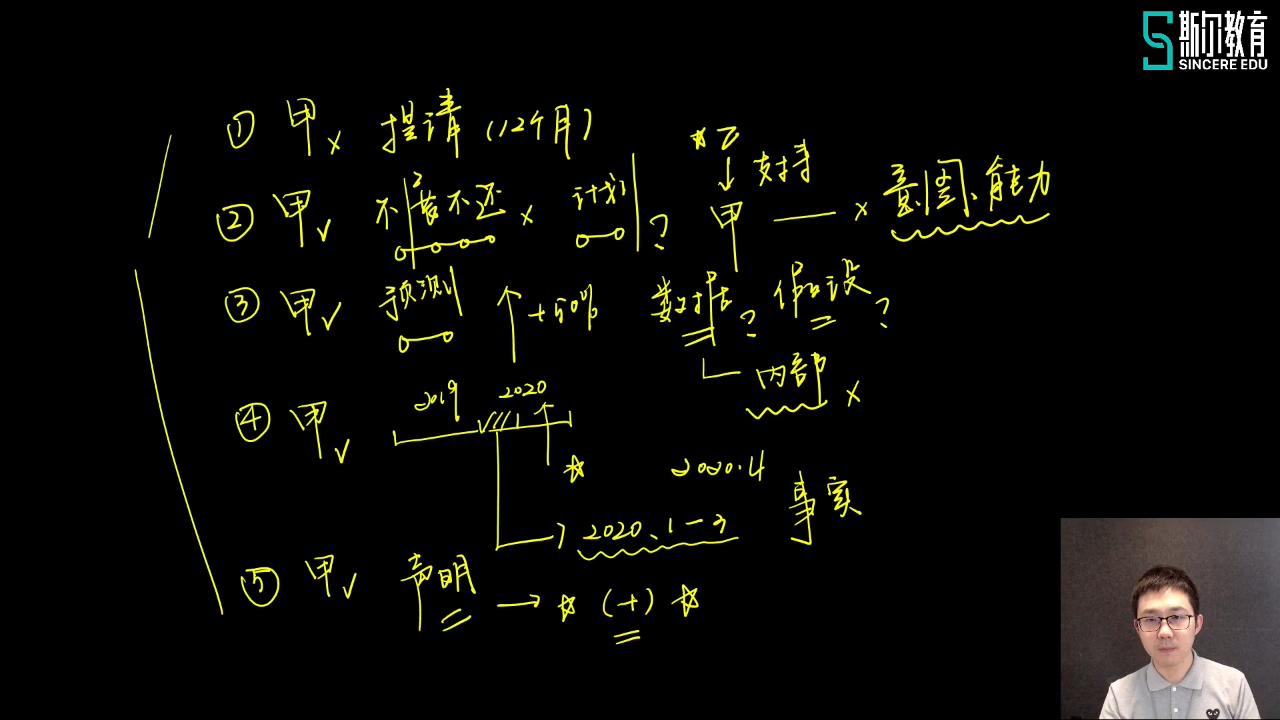 斯尔教育
SINCERE EDU
① 甲 × 提请 (12个月)
☆乙
② 甲 √ 不 不还 × 计划 ? 甲 — × 意图、能力
支持
③ 甲 √ 预测 ↑ +50% 数据? 假设?
内部 ×
④ 甲 √ 2019 2020
☆ 2020.4 事实
2020、1-3
⑤ 甲 √ 声明 → ☆ (+) ☆